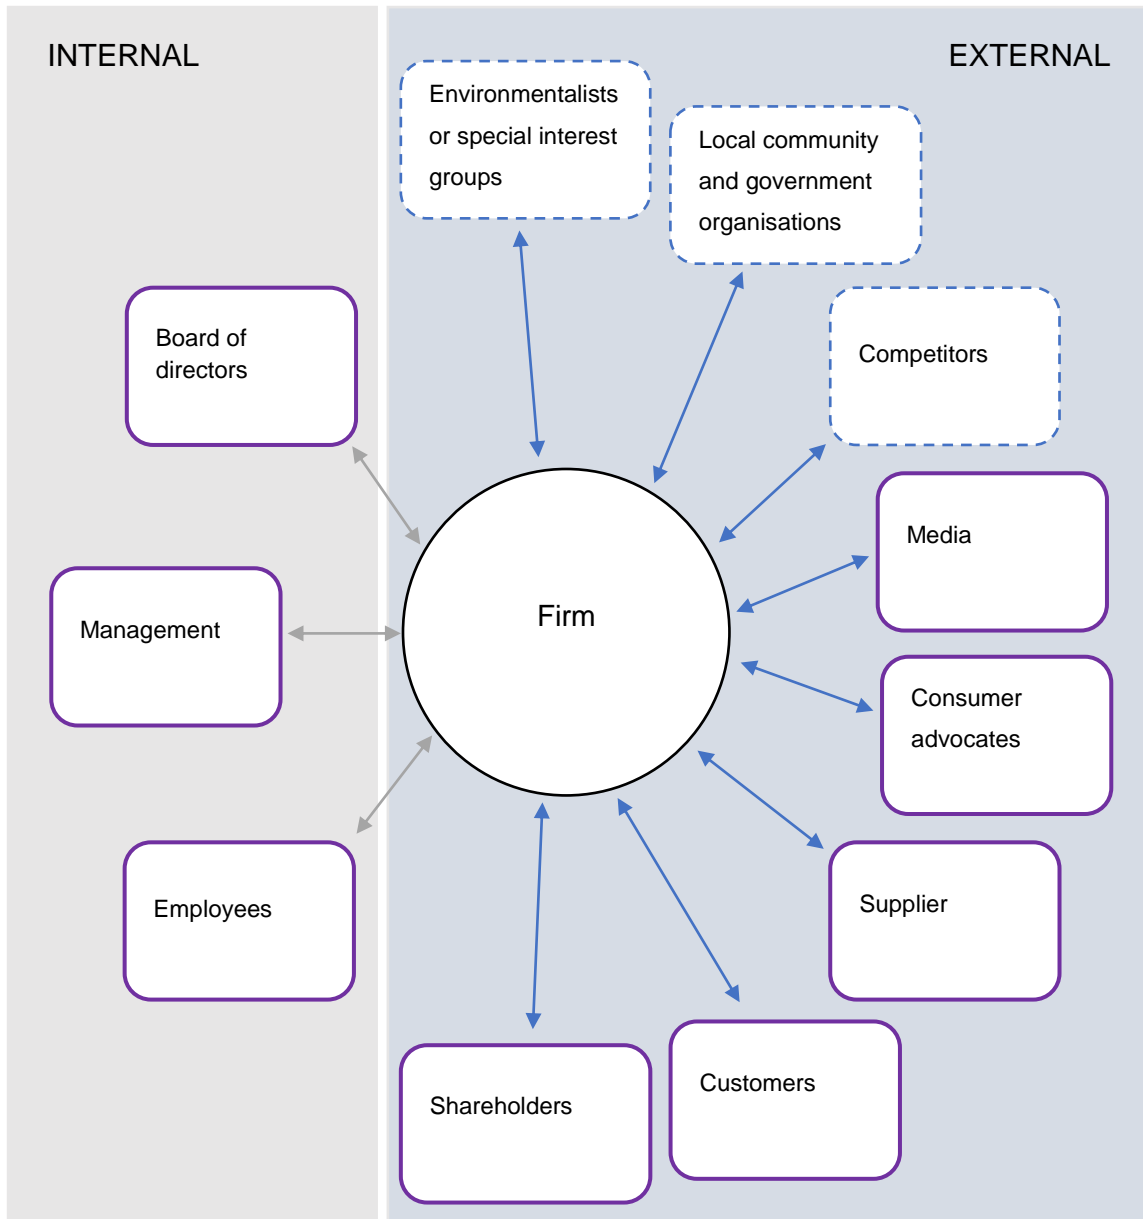 INTERNAL
EXTERNAL
Environmentalists
or special interest
groups
Local community
and government
organisations
Board of
directors
Competitors
Media
Firm
Management
Consumer
advocates
Employees
Supplier
Customers
Shareholders